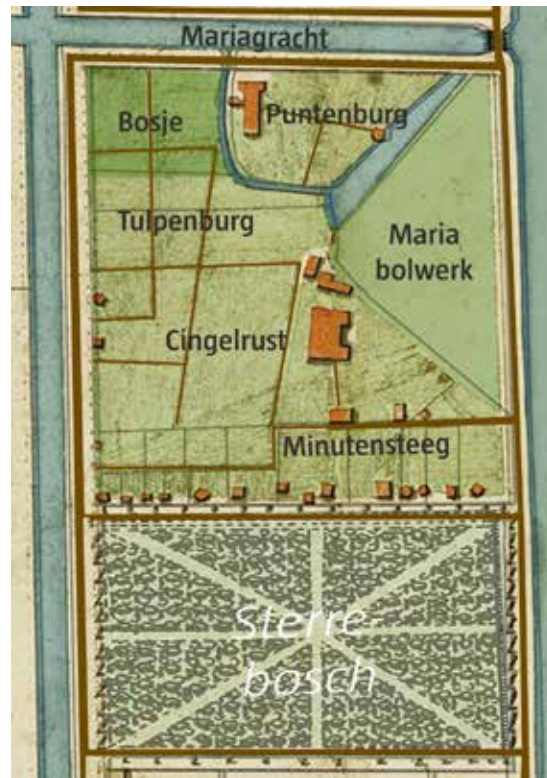 Mariagracht
Bosje
Puntenburg
Tulpenburg
Maria
bolwerk
Cingelrust
Minutensteeg
Sterre-
bosch